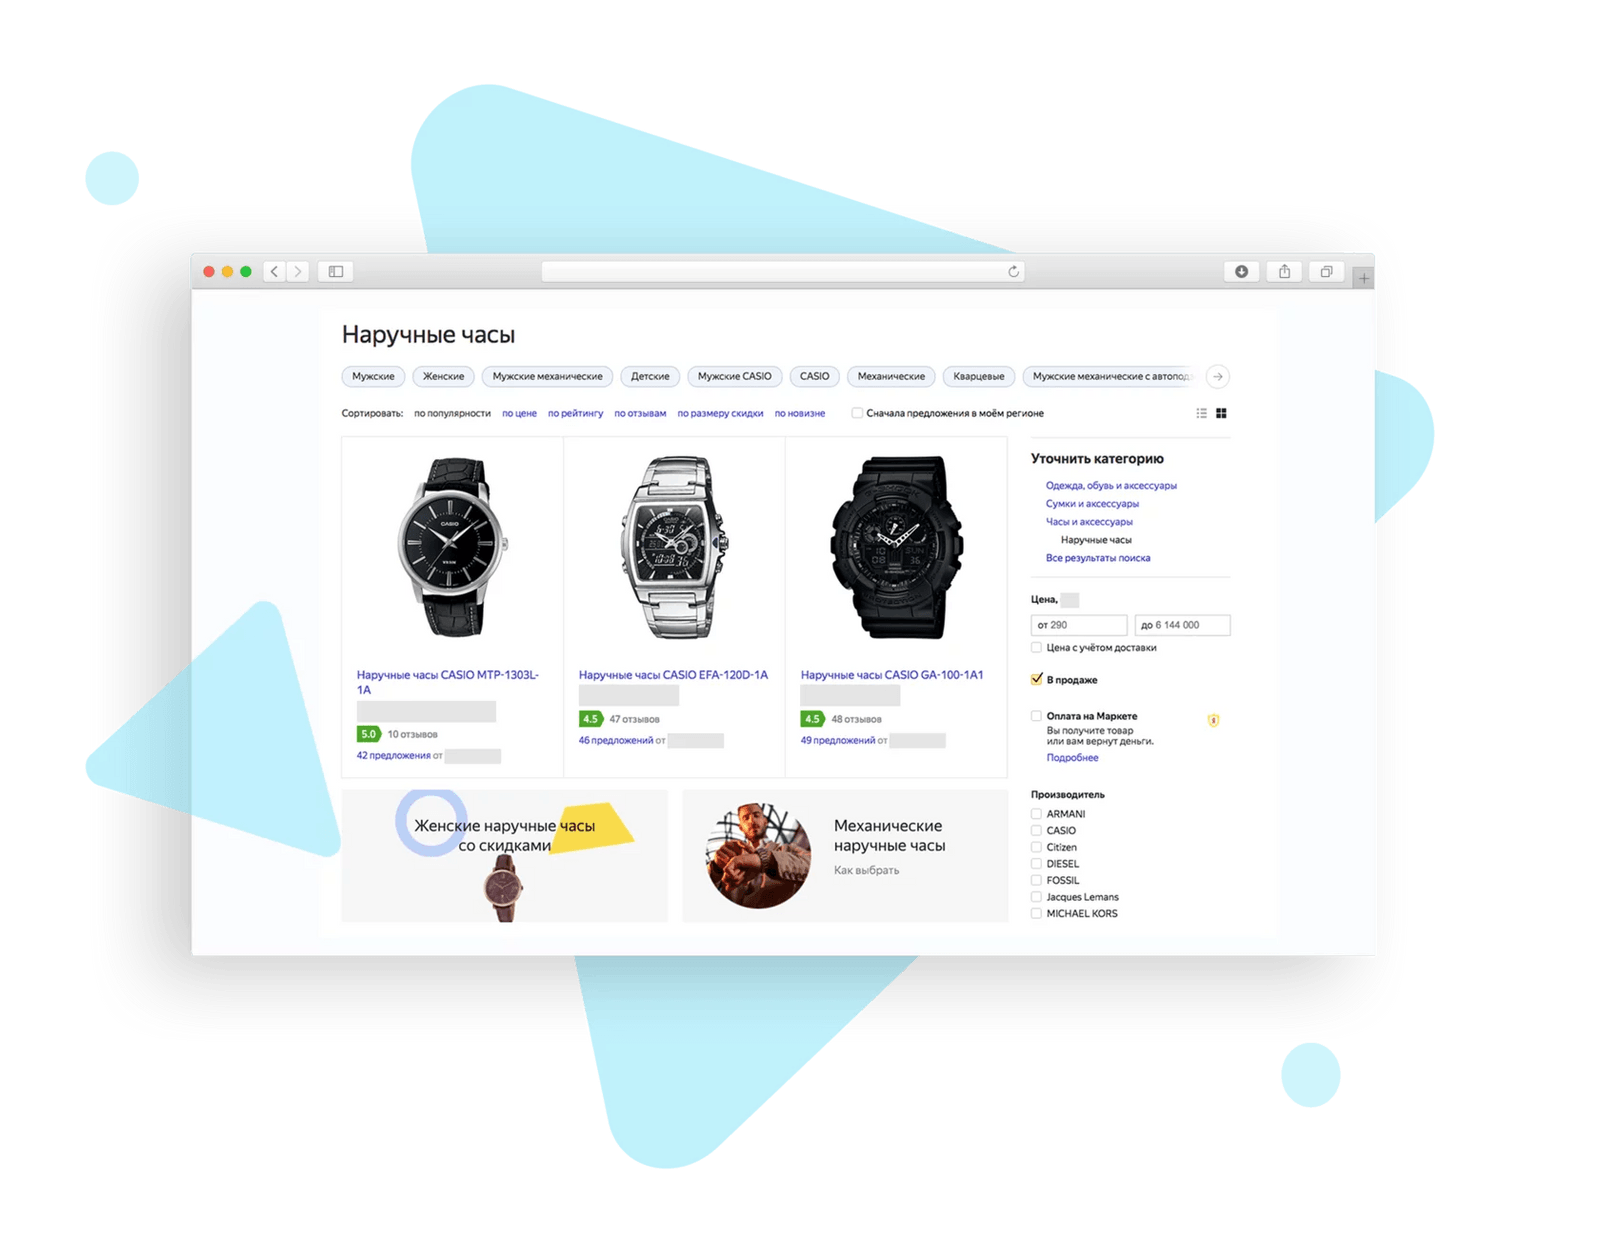 Наручные часы
Мужские Женские Мужские механические Детские Мужские CASIO CASIO Механические Кварцевые Мужские механические с автопод
Сортировать: по популярности по цене по рейтингу по отзывам по размеру скидки по новизне Сначала предложения в моём регионе
CASIO
Наручные часы CASIO MTP-1303L-
1A
5.0 10 отзывов
42 предложения от
Наручные часы CASIO EFA-120D-1A
4.5 47 отзывов
46 предложений от
Наручные часы CASIO GA-100-1A1
4.5 48 отзывов
49 предложений от
Женские наручные часы
со скидками
Механические
наручные часы
Как выбрать
Уточнить категорию
Одежда, обувь и аксессуары
Сумки и аксессуары
Часы и аксессуары
Наручные часы
Все результаты поиска
Цена,
от 290 до 6 144 000
Цена с учётом доставки
В продаже
Оплата на Маркете
Вы получите товар
или вам вернут деньги.
Подробнее
Производитель
ARMANI
CASIO
Citizen
DIESEL
FOSSIL
Jacques Lemans
MICHAEL KORS